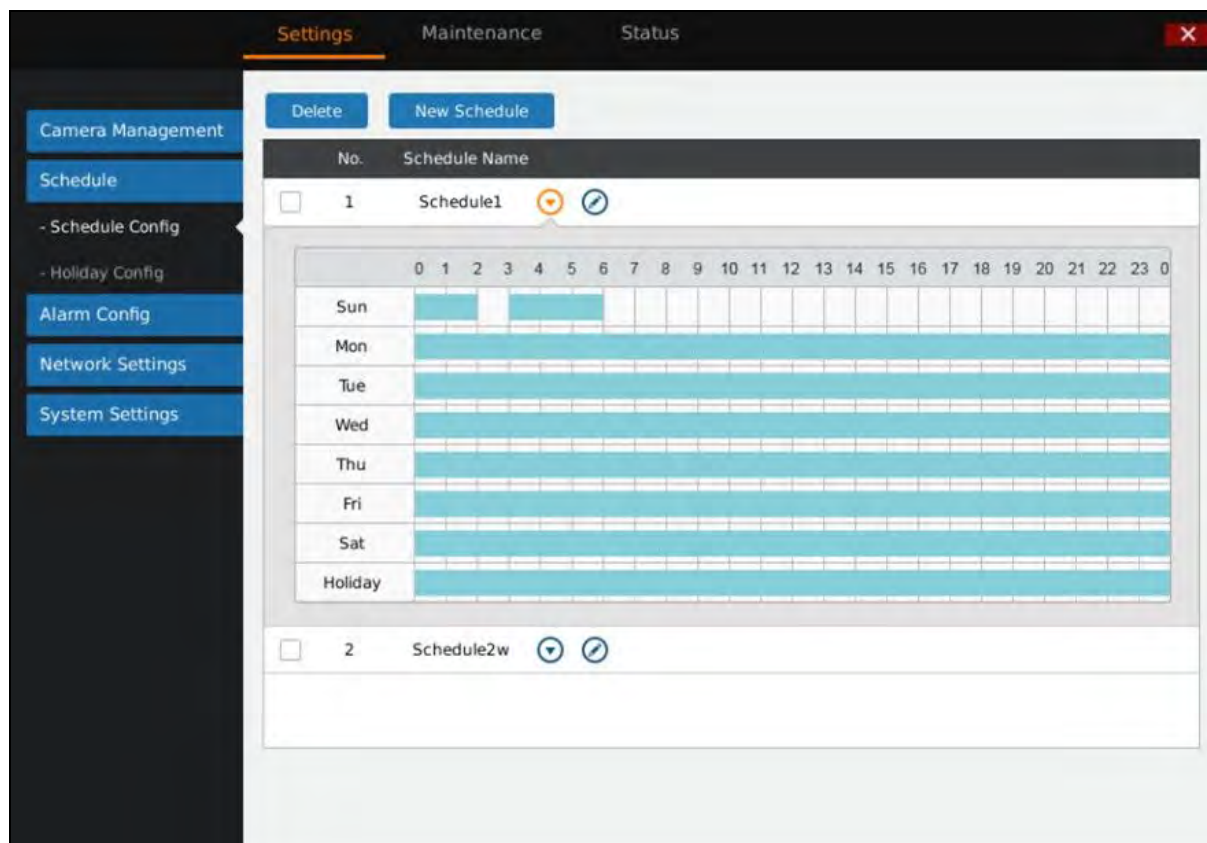 Settings Maintenance Status
Delete New Schedule
Camera Management
No. Schedule Name
Schedule
1 Schedule1
- Schedule Config
- Holiday Config
0 1 2 3 4 5 6 7 8 9 10 11 12 13 14 15 16 17 18 19 20 21 22 23 0
Sun
Alarm Config
Mon
Network Settings
Tue
System Settings
Wed
Thu
Fri
Sat
Holiday
2 Schedule2w